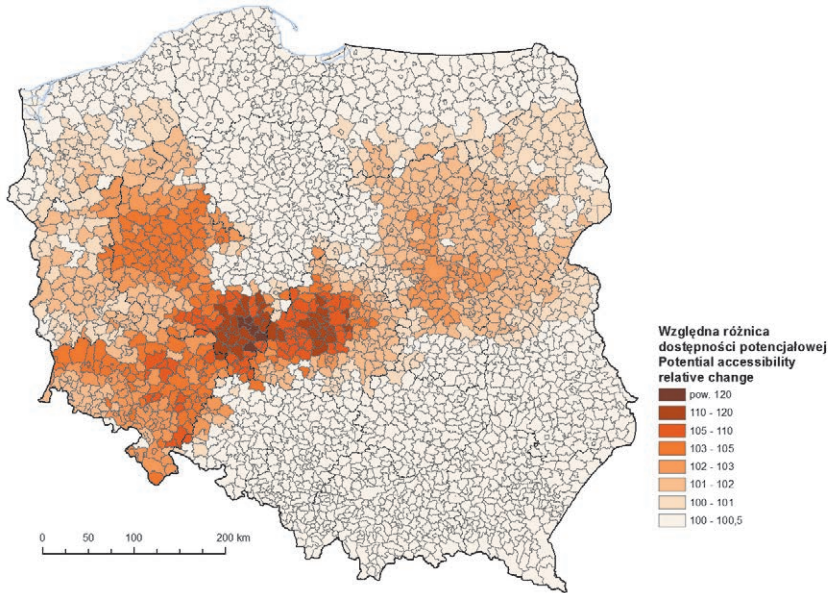 Względna różnica
dostępności potencjałowej
Potential accessibility
relative change
pow. 120
110 - 120
105 - 110
103 - 105
102 - 103
101 - 102
100 - 101
100 - 100,5
0 50 100 200 km